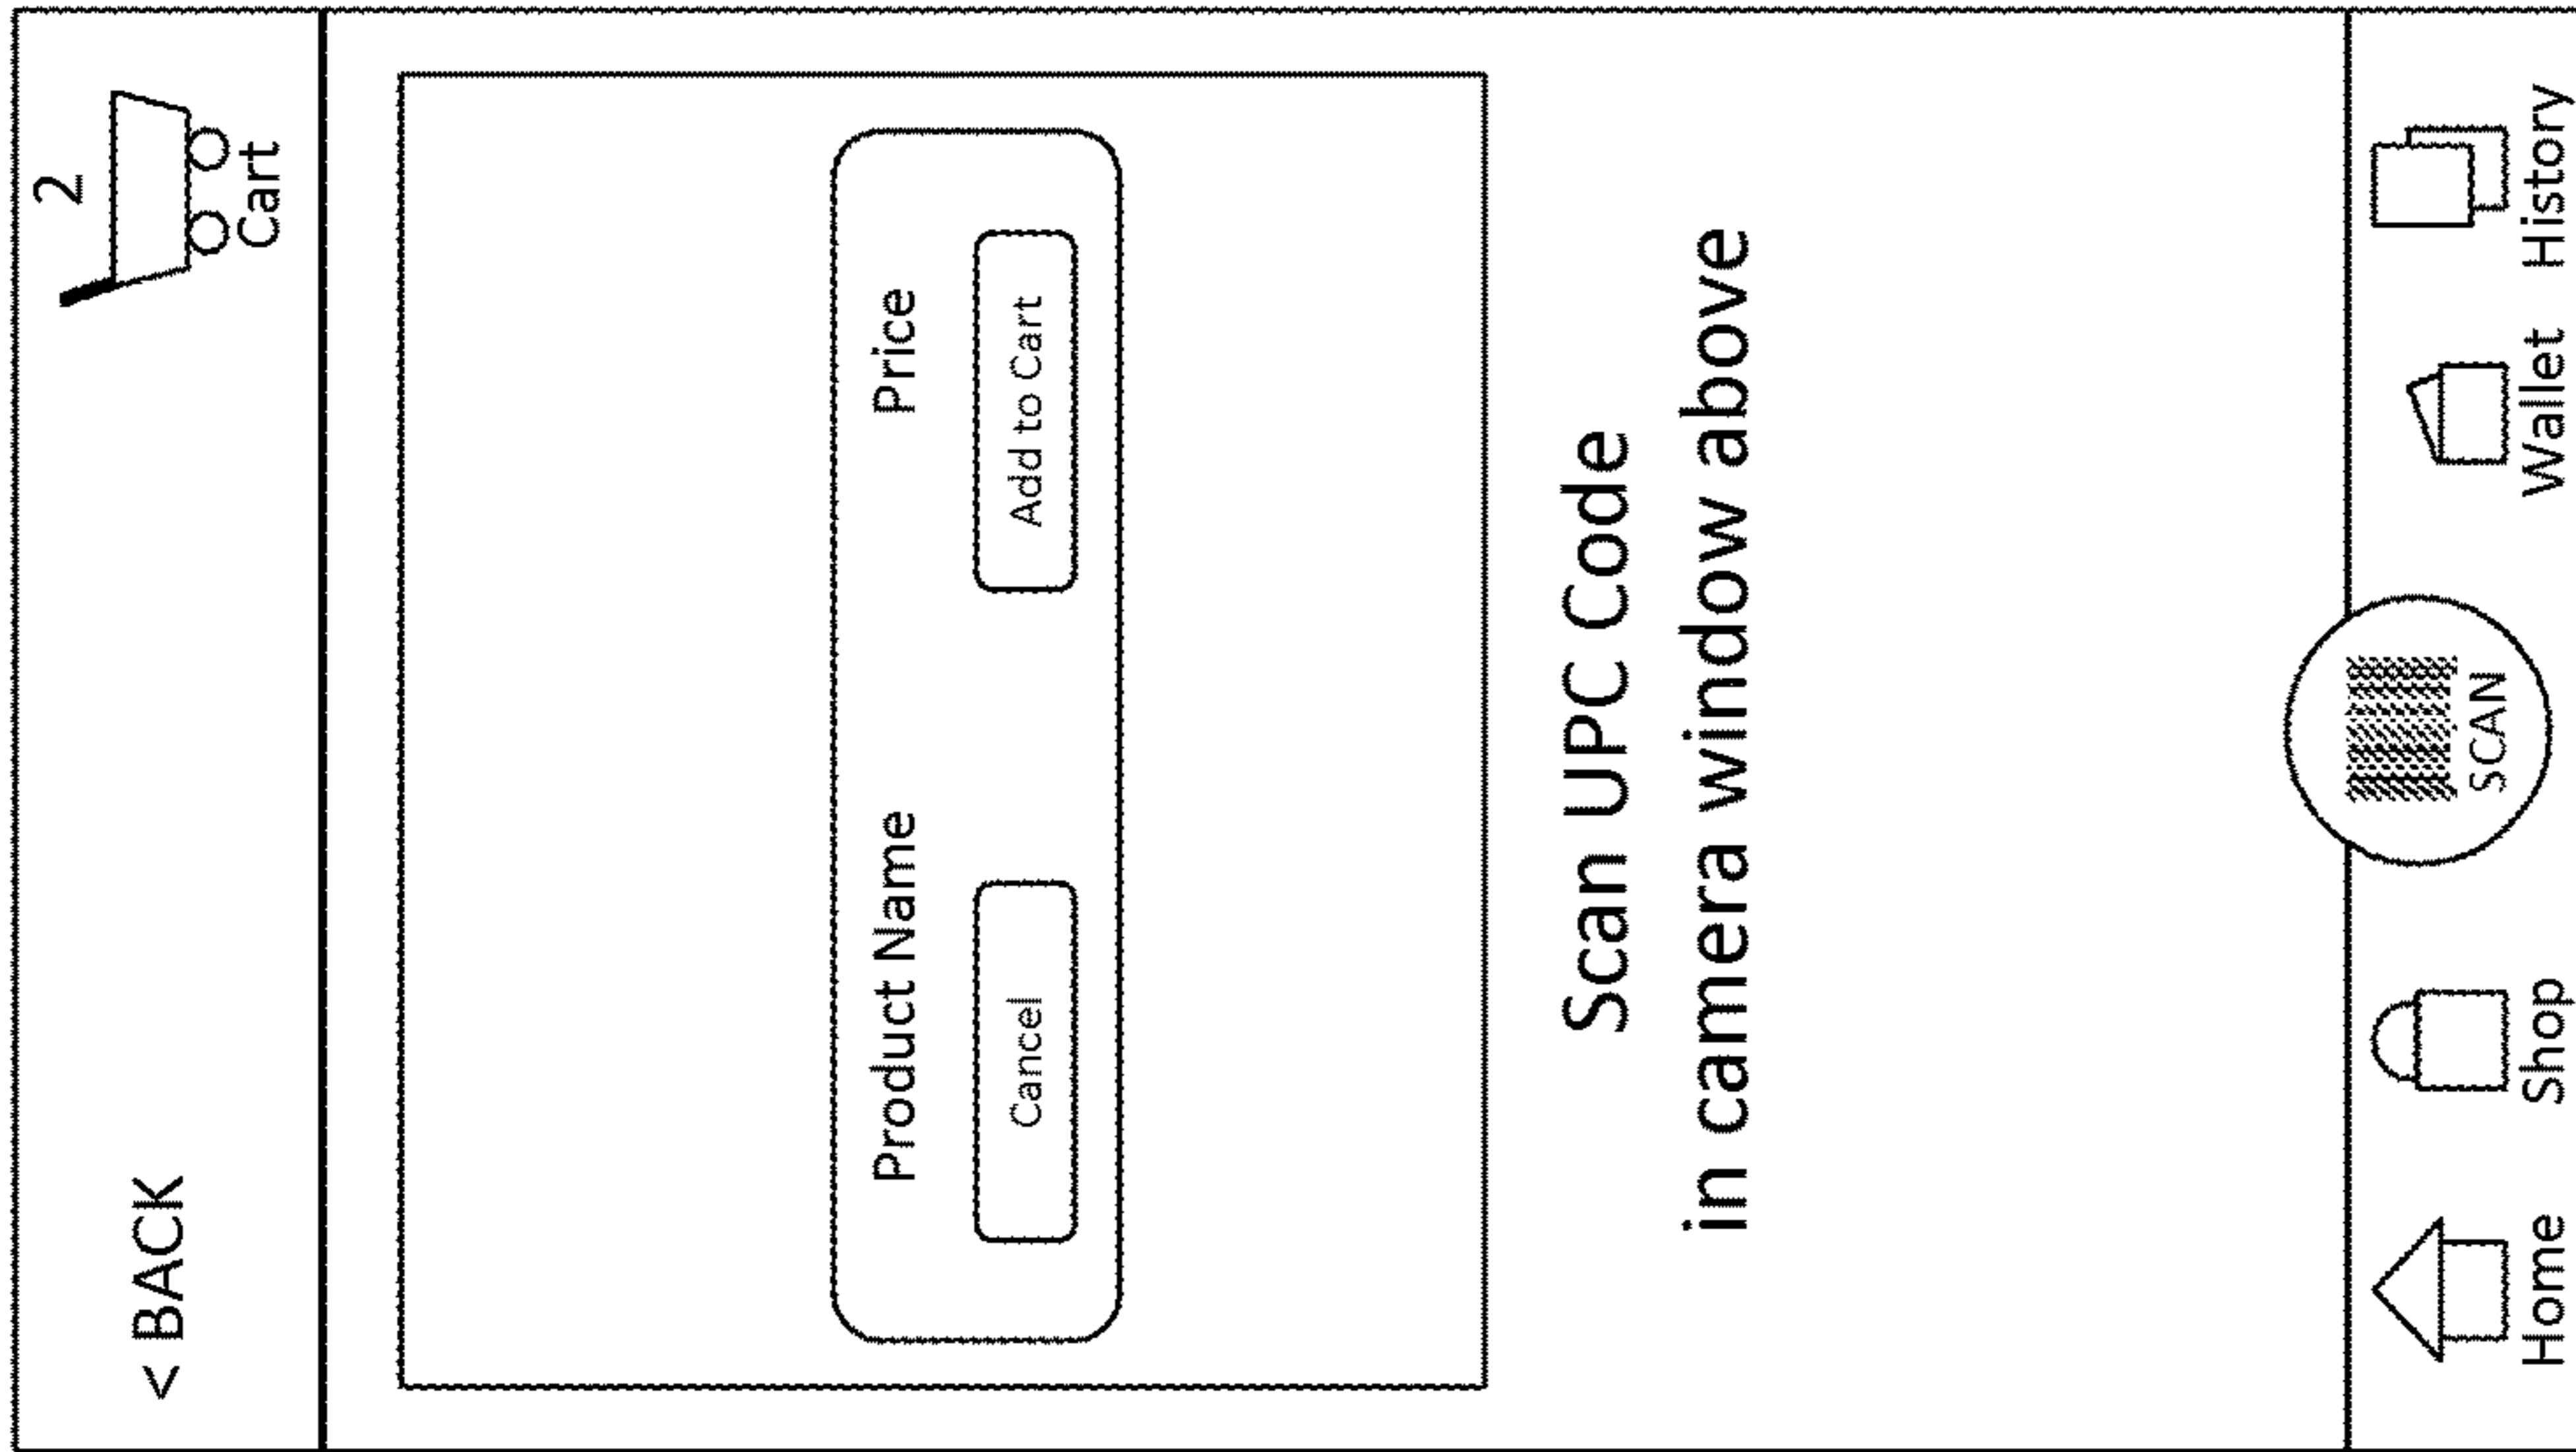 2
< BACK
Cart
Product Name Price
Cancel Add to Cart
Scan UPC Code
in camera window above
SCAN
Home Shop Wallet History